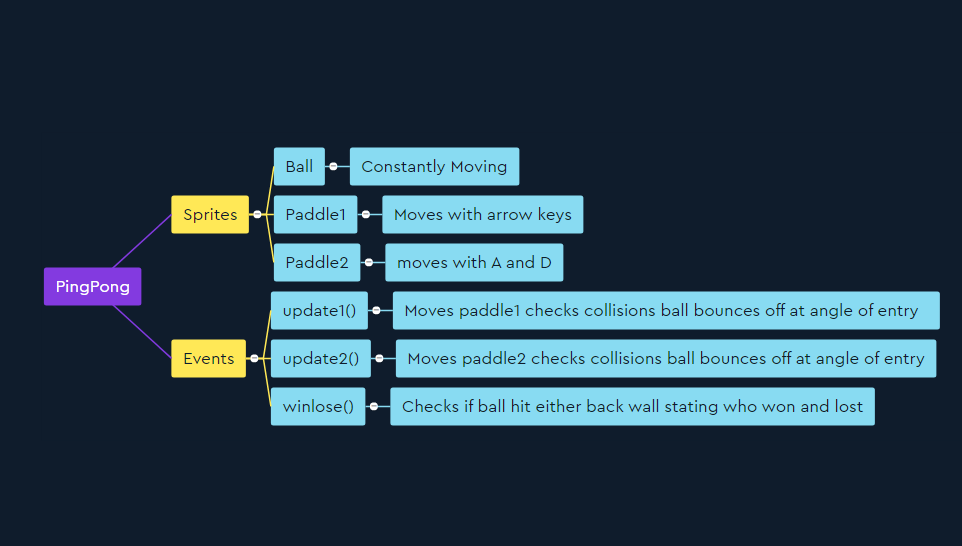 PingPong
Sprites
Ball
Constantly Moving
Paddle1
Moves with arrow keys
Paddle2
moves with A and D
Events
update1()
Moves paddle1 checks collisions ball bounces off at angle of entry
update2()
Moves paddle2 checks collisions ball bounces off at angle of entry
winlose()
Checks if ball hit either back wall stating who won and lost